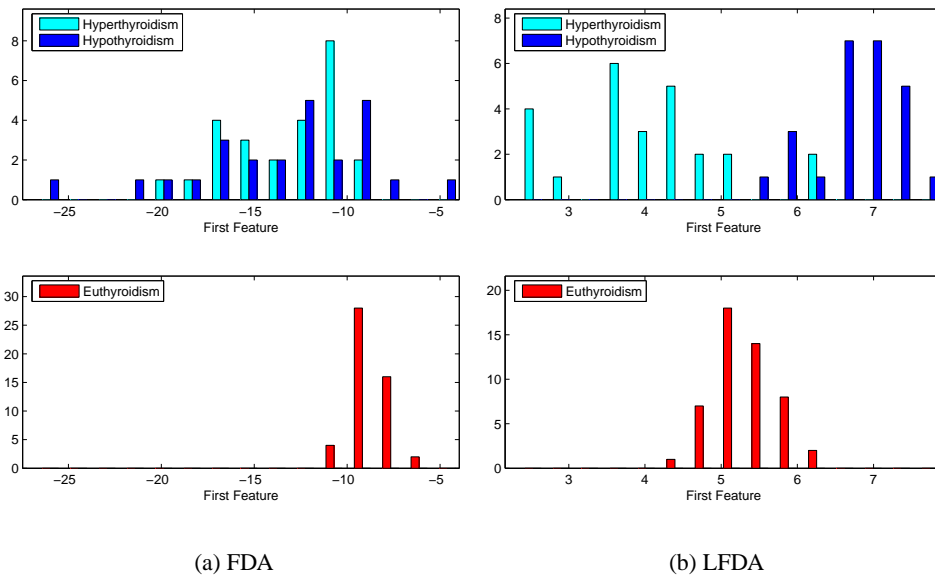 Hyperthyroidism
Hypothyroidism
8
6
4
2
0
−25 −20 −15 −10 −5
First Feature
Hyperthyroidism
Hypothyroidism
8
6
4
2
0
3 4 5 6 7
First Feature
Euthyroidism
30
25
20
15
10
5
0
−25 −20 −15 −10 −5
First Feature
Euthyroidism
20
15
10
5
0
3 4 5 6 7
First Feature
(a) FDA
(b) LFDA